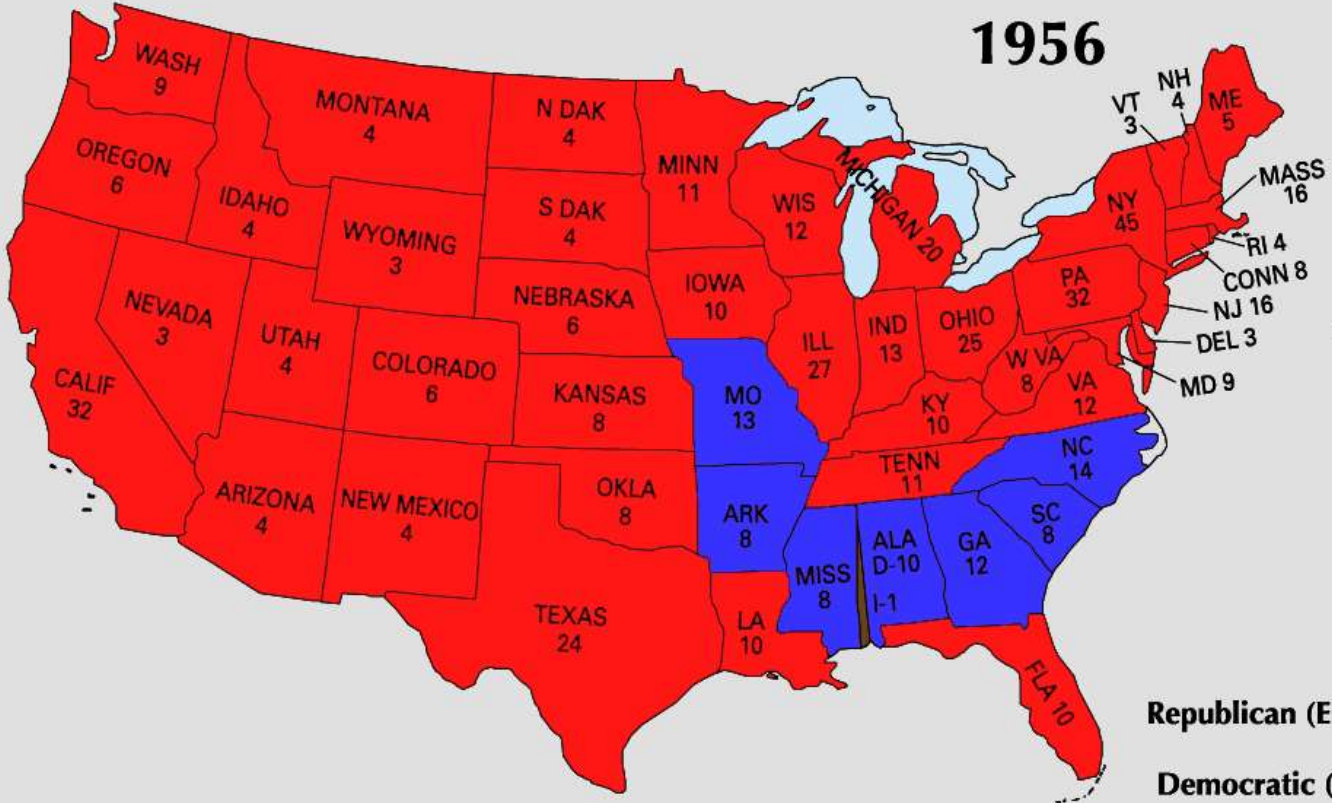 1956
WASH
9
OREGON
6
CALIF
32
NEVADA
3
IDAHO
4
MONTANA
4
WYOMING
3
UTAH
4
COLORADO
6
ARIZONA
4
NEW MEXICO
4
N DAK
4
S DAK
4
NEBRASKA
6
KANSAS
8
OKLA
8
TEXAS
24
MINN
11
IOWA
10
MO
13
ARK
8
LA
10
WIS
12
ILL
27
MICHIGAN 20
IND
13
OHIO
25
KY
10
TENN
11
MISS
8
ALA
D-10
I-1
GA
12
FLA 10
SC
8
NC
14
VA
12
W VA
8
PA
32
NY
45
VT
3
NH
4
ME
5
MASS
16
RI 4
CONN 8
NJ 16
DEL 3
MD 9
Republican (E
Democratic (